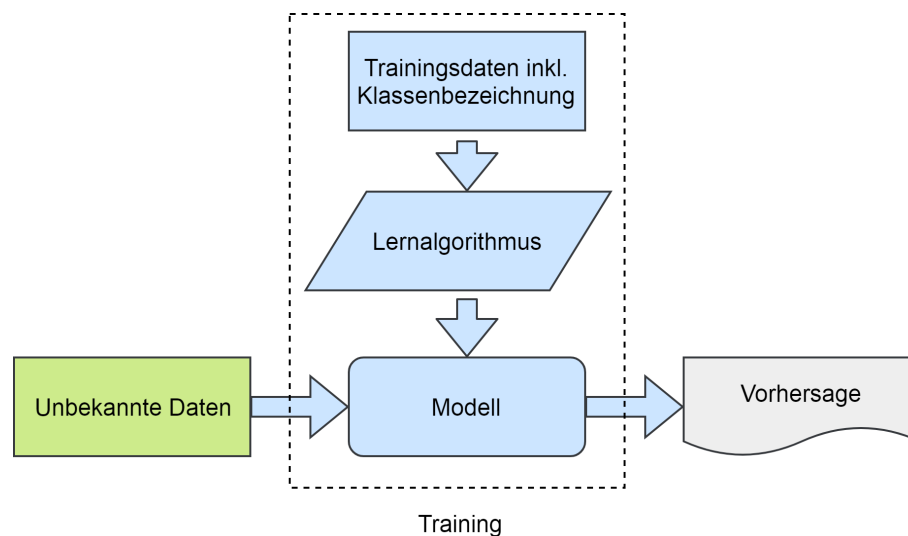 Trainingsdaten inkl.
Klassenbezeichnung
Lernalgorithmus
Unbekannte Daten
Modell
Vorhersage
Training